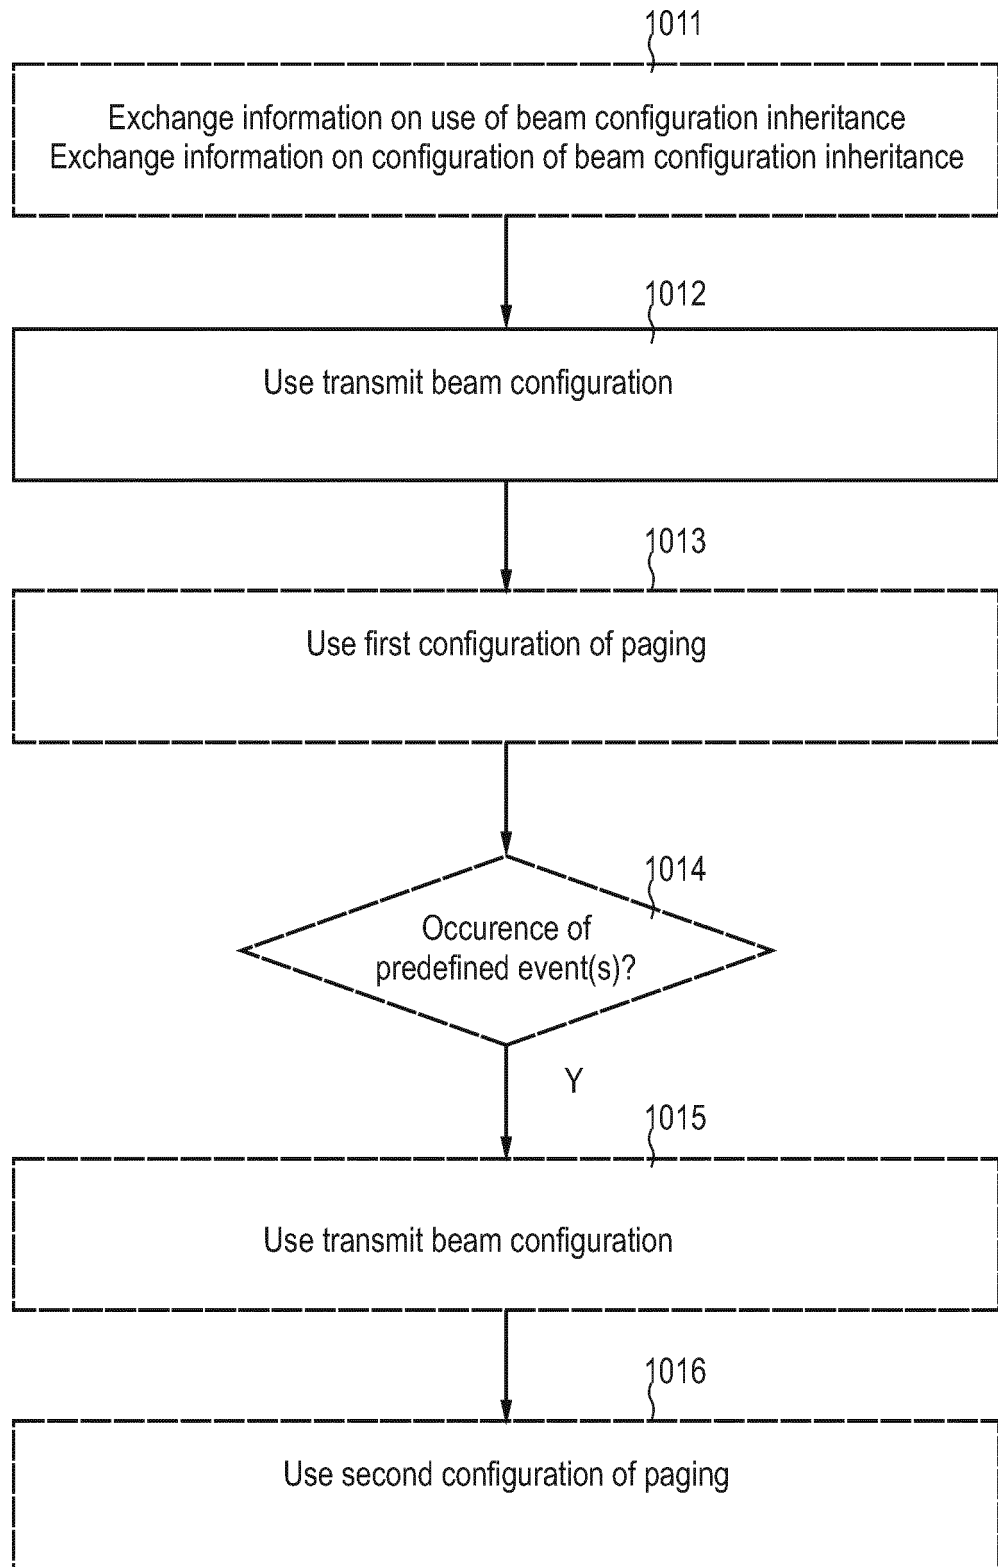 1011
Exchange information on use of beam configuration inheritance
Exchange information on configuration of beam configuration inheritance
1012
Use transmit beam configuration
1013
Use first configuration of paging
1014
Occurence of
predefined event(s)?
Y
1015
Use transmit beam configuration
1016
Use second configuration of paging